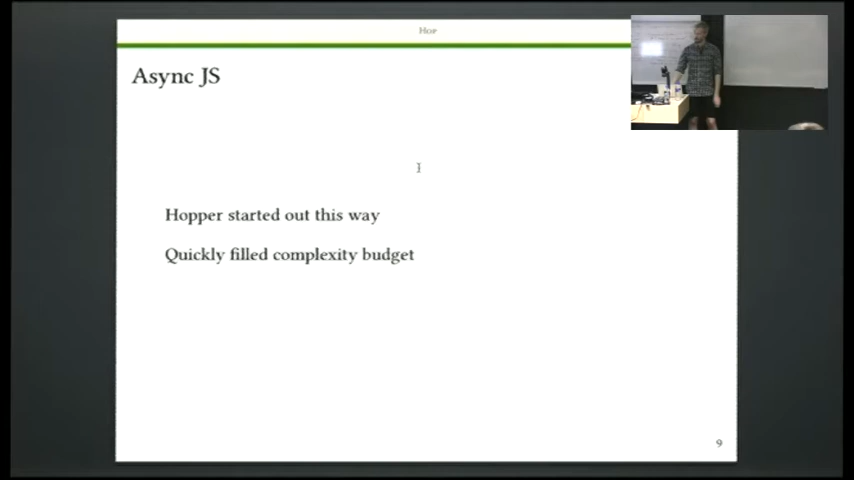 Hop
Async JS
Hopper started out this way
Quickly filled complexity budget
9